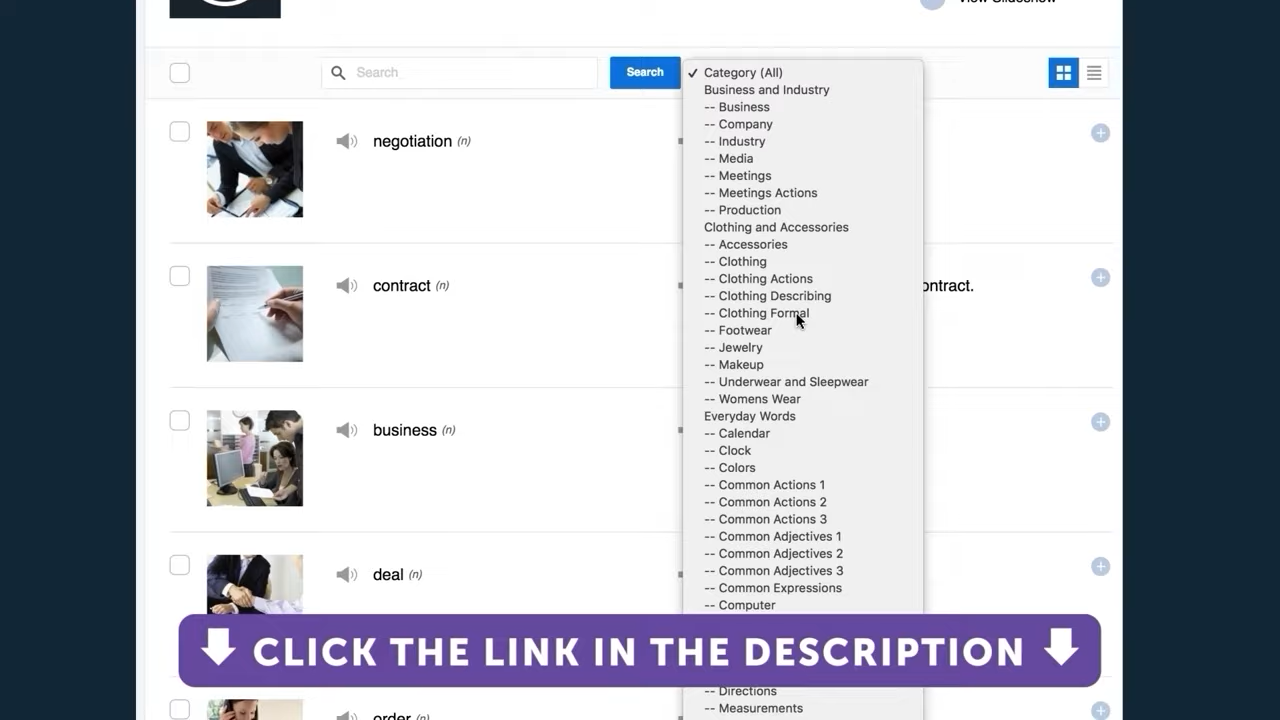 View Slideshow
Search
Search
✓ Category (All)
Business and Industry
-- Business
-- Company
-- Industry
-- Media
-- Meetings
-- Meetings Actions
-- Production
Clothing and Accessories
-- Accessories
-- Clothing
-- Clothing Actions
-- Clothing Describing
-- Clothing Formal
-- Footwear
-- Jewelry
-- Makeup
-- Underwear and Sleepwear
-- Womens Wear
Everyday Words
-- Calendar
-- Clock
-- Colors
-- Common Actions 1
-- Common Actions 2
-- Common Actions 3
-- Common Adjectives 1
-- Common Adjectives 2
-- Common Adjectives 3
-- Common Expressions
-- Computer
-- Directions
-- Measurements
negotiation (n)
contract (n)
ontract.
business (n)
deal (n)
order (n)
CLICK THE LINK IN THE DESCRIPTION